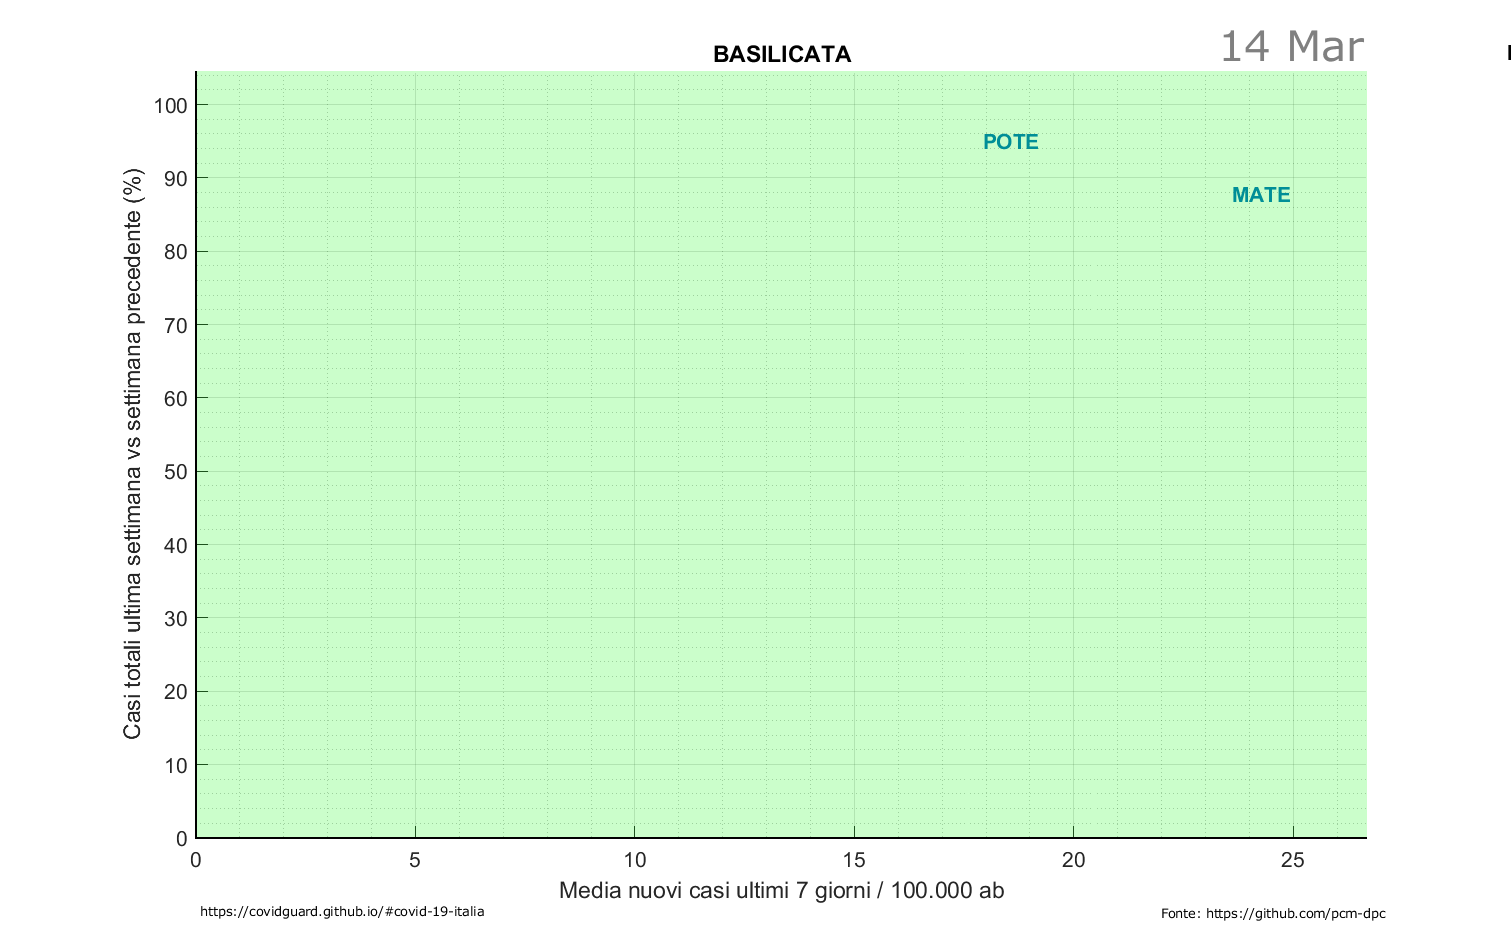 BASILICATA
14 Mar
100
90
80
70
60
50
40
30
20
10
0
Casi totali ultima settimana vs settimana precedente (%)
POTE
MATE
0
5
10
15
20
25
Media nuovi casi ultimi 7 giorni / 100.000 ab
https://covidguard.github.io/#covid-19-italia
Fonte: https://github.com/pcm-dpc